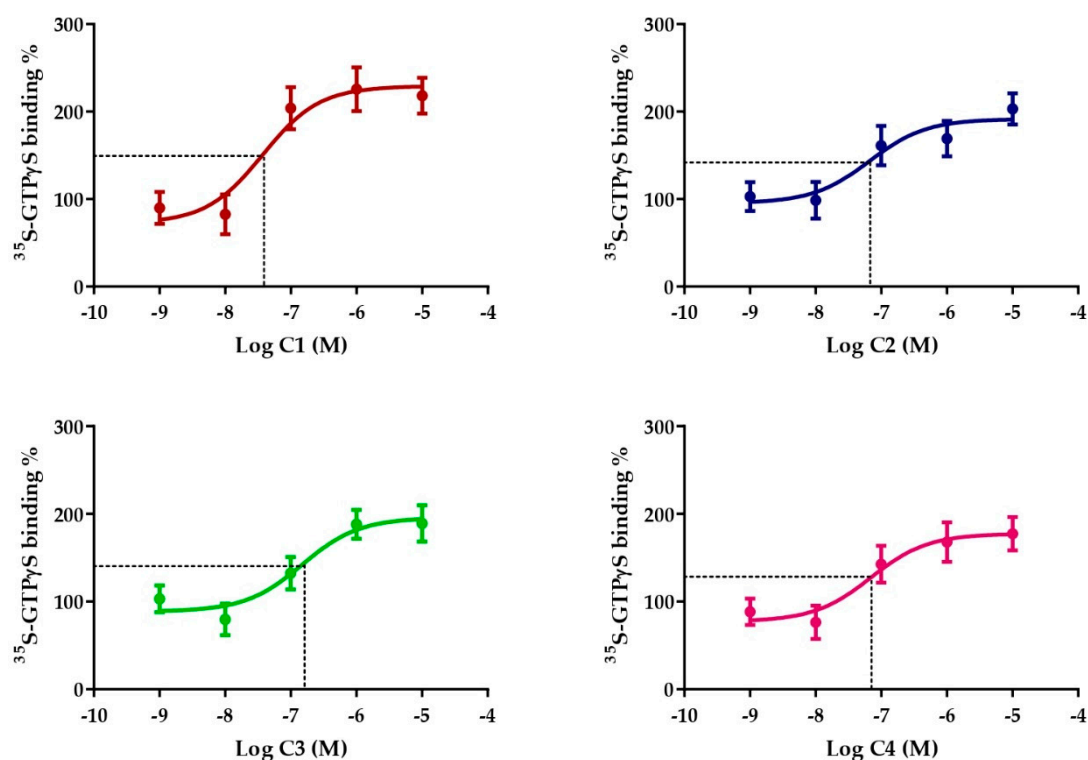 300
200
100
0
³⁵S-GTPγS binding %
-10 -9 -8 -7 -6 -5 -4
Log C1 (M)
300
200
100
0
³⁵S-GTPγS binding %
-10 -9 -8 -7 -6 -5 -4
Log C2 (M)
300
200
100
0
³⁵S-GTPγS binding %
-10 -9 -8 -7 -6 -5 -4
Log C3 (M)
300
200
100
0
³⁵S-GTPγS binding %
-10 -9 -8 -7 -6 -5 -4
Log C4 (M)